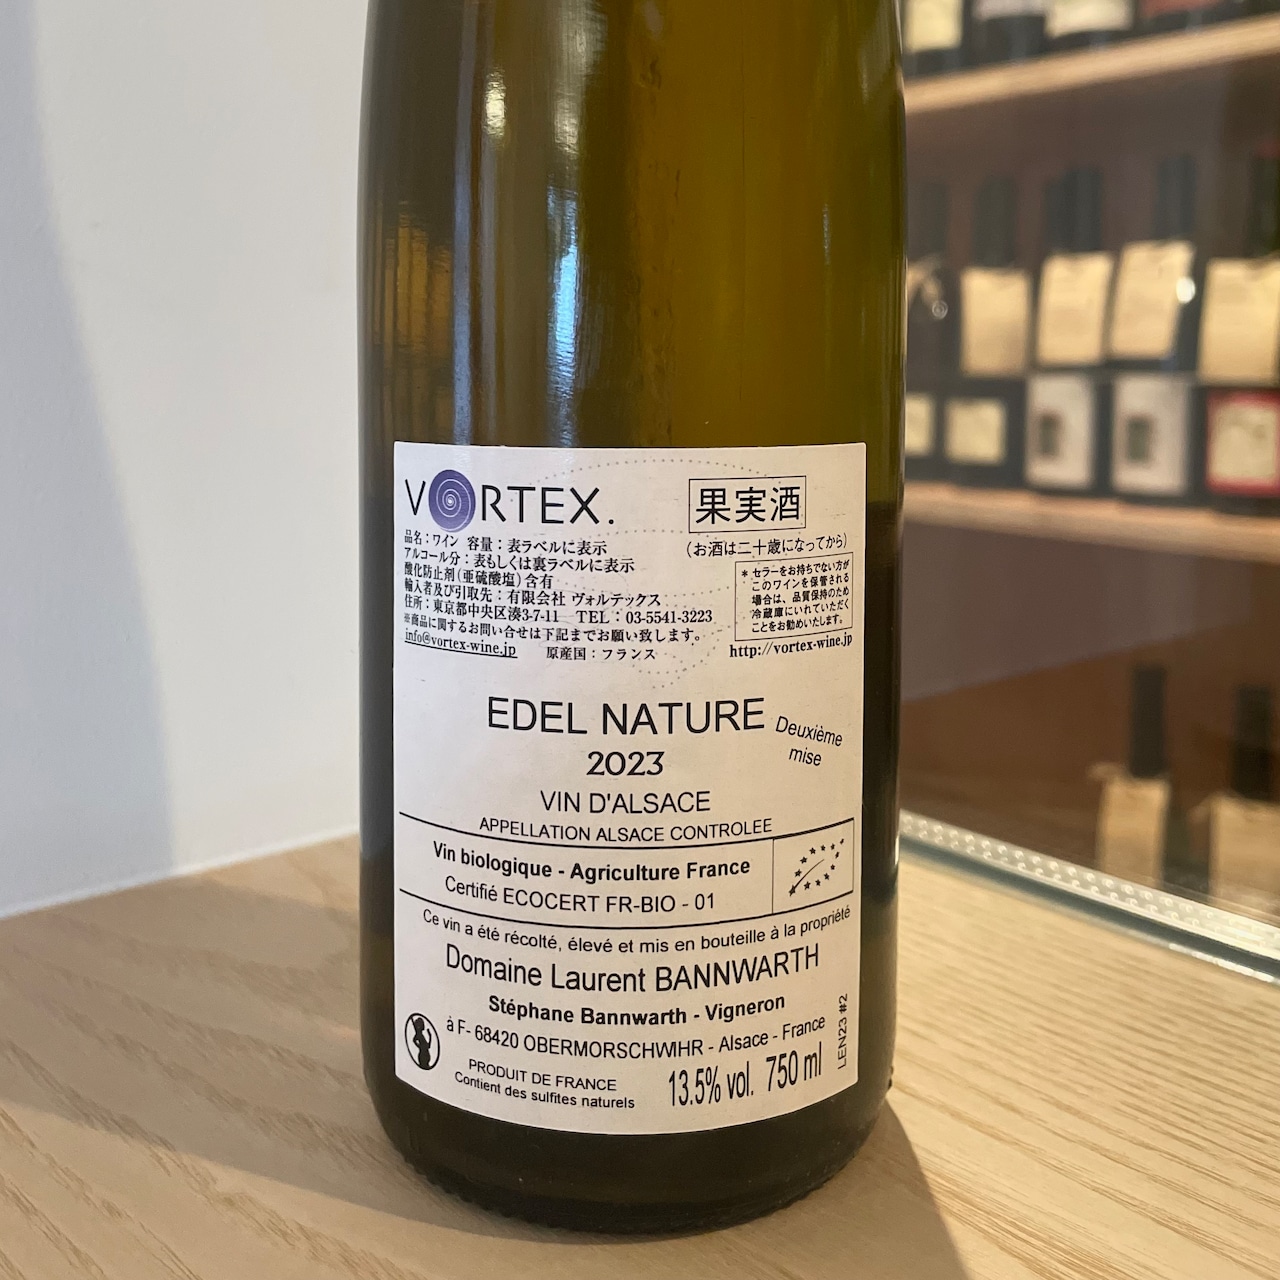 VORTEX.
果実酒
(お酒は二十歳になってから)
品名：ワイン 容量：表ラベルに表示
アルコール分：表もしくは裏ラベルに表示
酸化防止剤(亜硫酸塩)含有
輸入者及び引取先：有限会社 ヴォルテックス
住所：東京都中央区湊3-7-11 TEL：03-5541-3223
※商品に関するお問い合せは下記までお願い致します。
info@vortex-wine.jp 原産国：フランス
* セラーをお持ちでない方が
このワインを保管される
場合は、品質保持のため
冷蔵庫にいれていただく
ことをお勧めいたします。
http://vortex-wine.jp
EDEL NATURE
Deuxième
mise
2023
VIN D'ALSACE
APPELLATION ALSACE CONTROLEE
Vin biologique - Agriculture France
Certifié ECOCERT FR-BIO - 01
Ce vin a été récolté, élevé et mis en bouteille à la propriété
Domaine Laurent BANNWARTH
Stéphane Bannwarth - Vigneron
à F- 68420 OBERMORSCHWIHR - Alsace - France
PRODUIT DE FRANCE
Contient des sulfites naturels
13.5% vol. 750 ml
LEN23 #2